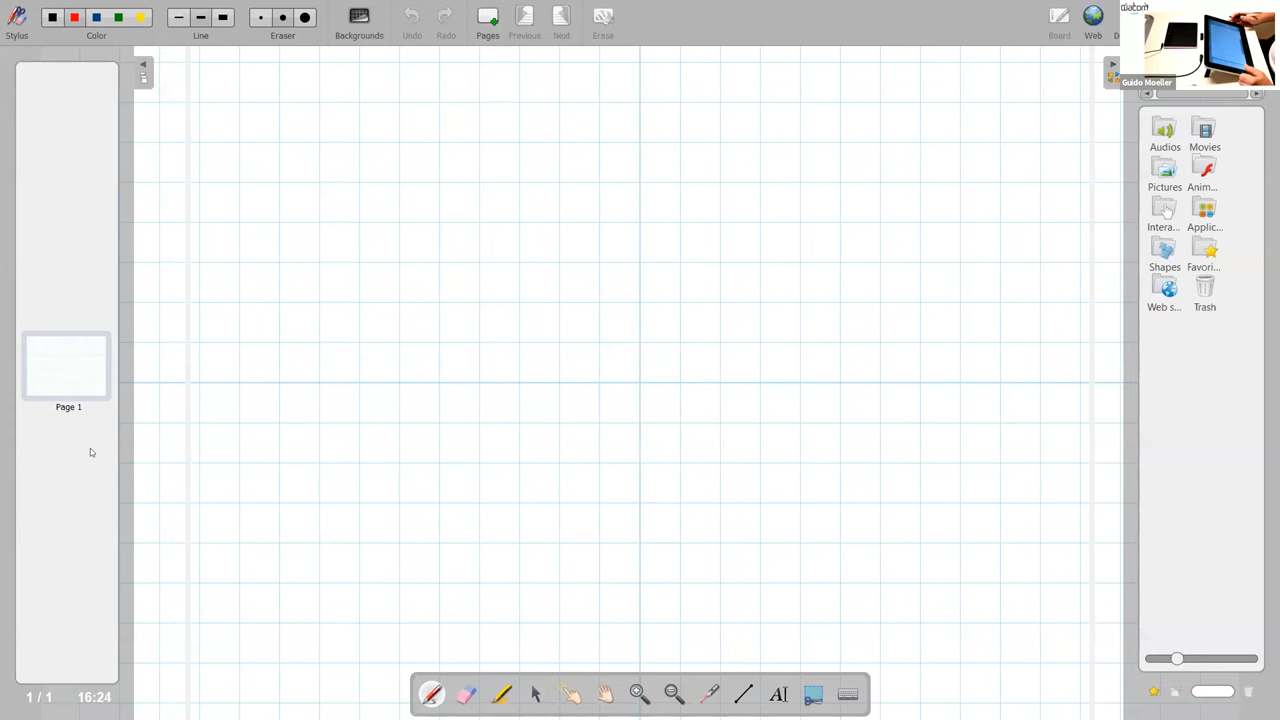 Stylus
Color
Line
Eraser
Backgrounds
Undo
Redo
Pages
Previous
Next
Erase
Board
Web
wacom
Guido Moeller
Page 1
Audios
Movies
Pictures
Anim...
Intera...
Applic...
Shapes
Favori...
Web s...
Trash
1 / 1
16:24
AI